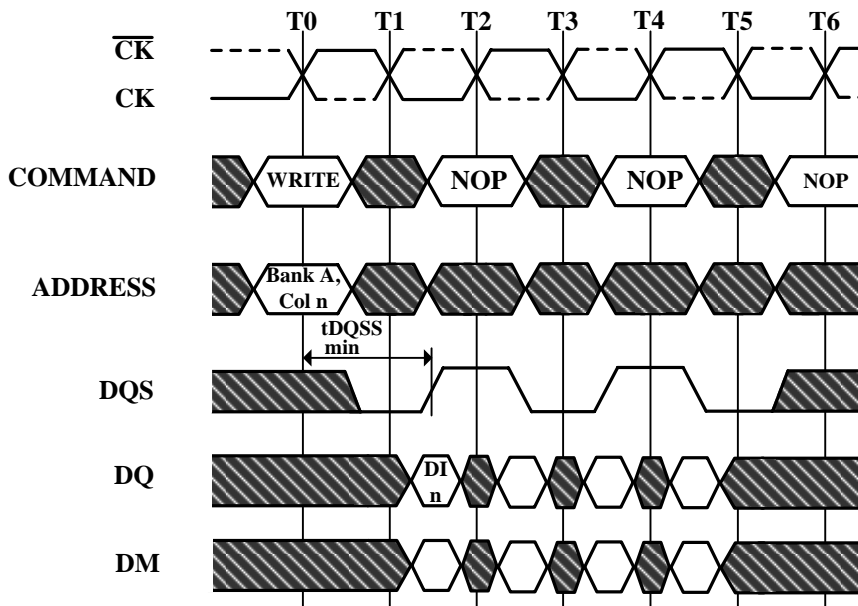 T0 T1 T2 T3 T4 T5 T6
CK
CK
COMMAND WRITE NOP NOP NOP
ADDRESS Bank A,
Col n
tDQSS
min
DQS
DQ DI
n
DM